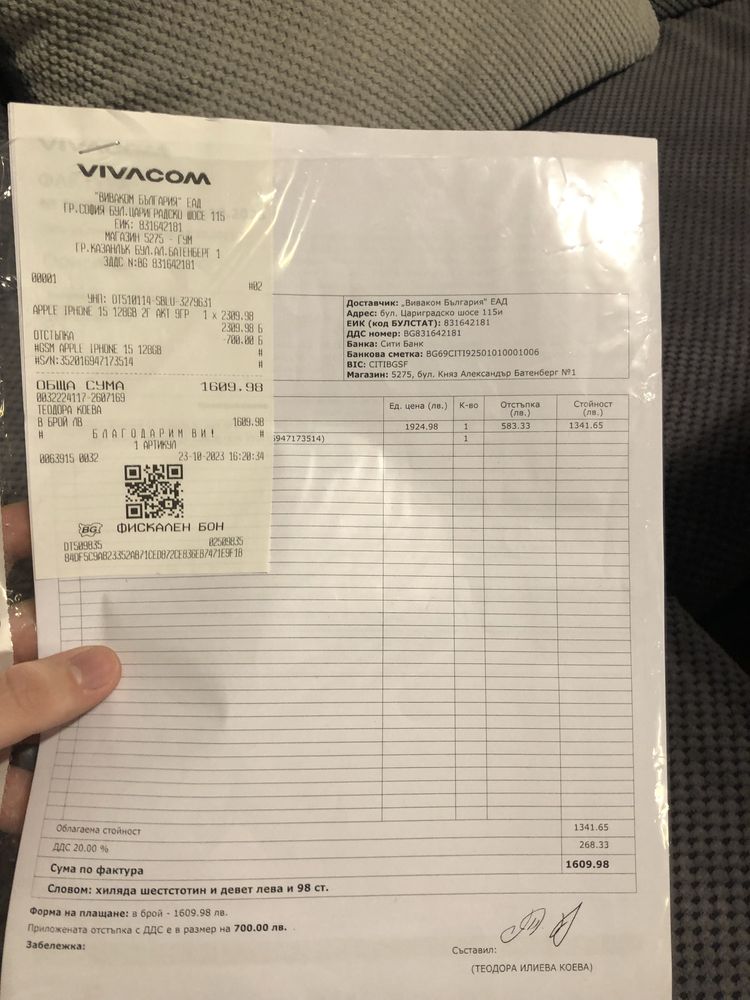 VIVACOM
"ВИВАКОМ БЪЛГАРИЯ" ЕАД
ГР.СОФИЯ БУЛ.ЦАРИГРАДСКО ШОСЕ 115
ЕИК: 831642181
МАГАЗИН 5275 - ГУМ
ГР.КАЗАНЛЪК БУЛ.АЛ.БАТЕНБЕРГ 1
ЗДДС N:BG 831642181
00001 #02
УНП: DT510114-SBLU-3279631
APPLE IPHONE 15 128GB 2Г АКТ 9ГР 1 x 2309.98
2309.98 Б
ОТСТЪПКА -700.00 Б
#GSM APPLE IPHONE 15 128GB #
#S/N:352016947173514 #
ОБЩА СУМА 1609.98
0032224117-2607169
ТЕОДОРА КОЕВА
В БРОЙ ЛВ 1609.98
# БЛАГОДАРИМ ВИ! #
1 АРТИКУЛ
0063915 0032 23-10-2023 16:20:34
BG ФИСКАЛЕН БОН
DT509835 02509835
84DF5C9AB23352AB71CED872CE836EB7471E9F1B
Доставчик: „Виваком България" ЕАД
Адрес: бул. Цариградско шосе 115и
ЕИК (код БУЛСТАТ): 831642181
ДДС номер: BG831642181
Банка: Сити Банк
Банкова сметка: BG69CITI92501010001006
BIC: CITIBGSF
Магазин: 5275, бул. Княз Александър Батенберг №1
Ед. цена (лв.) К-во Отстъпка (лв.) Стойност (лв.)
1924.98 1 583.33 1341.65
6947173514) 1
Облагаема стойност 1341.65
ДДС 20.00 % 268.33
Сума по фактура 1609.98
Словом: хиляда шестстотин и девет лева и 98 ст.
Форма на плащане: в брой - 1609.98 лв.
Приложената отстъпка с ДДС е в размер на 700.00 лв.
Забележка:
Съставил:
(ТЕОДОРА ИЛИЕВА КОЕВА)